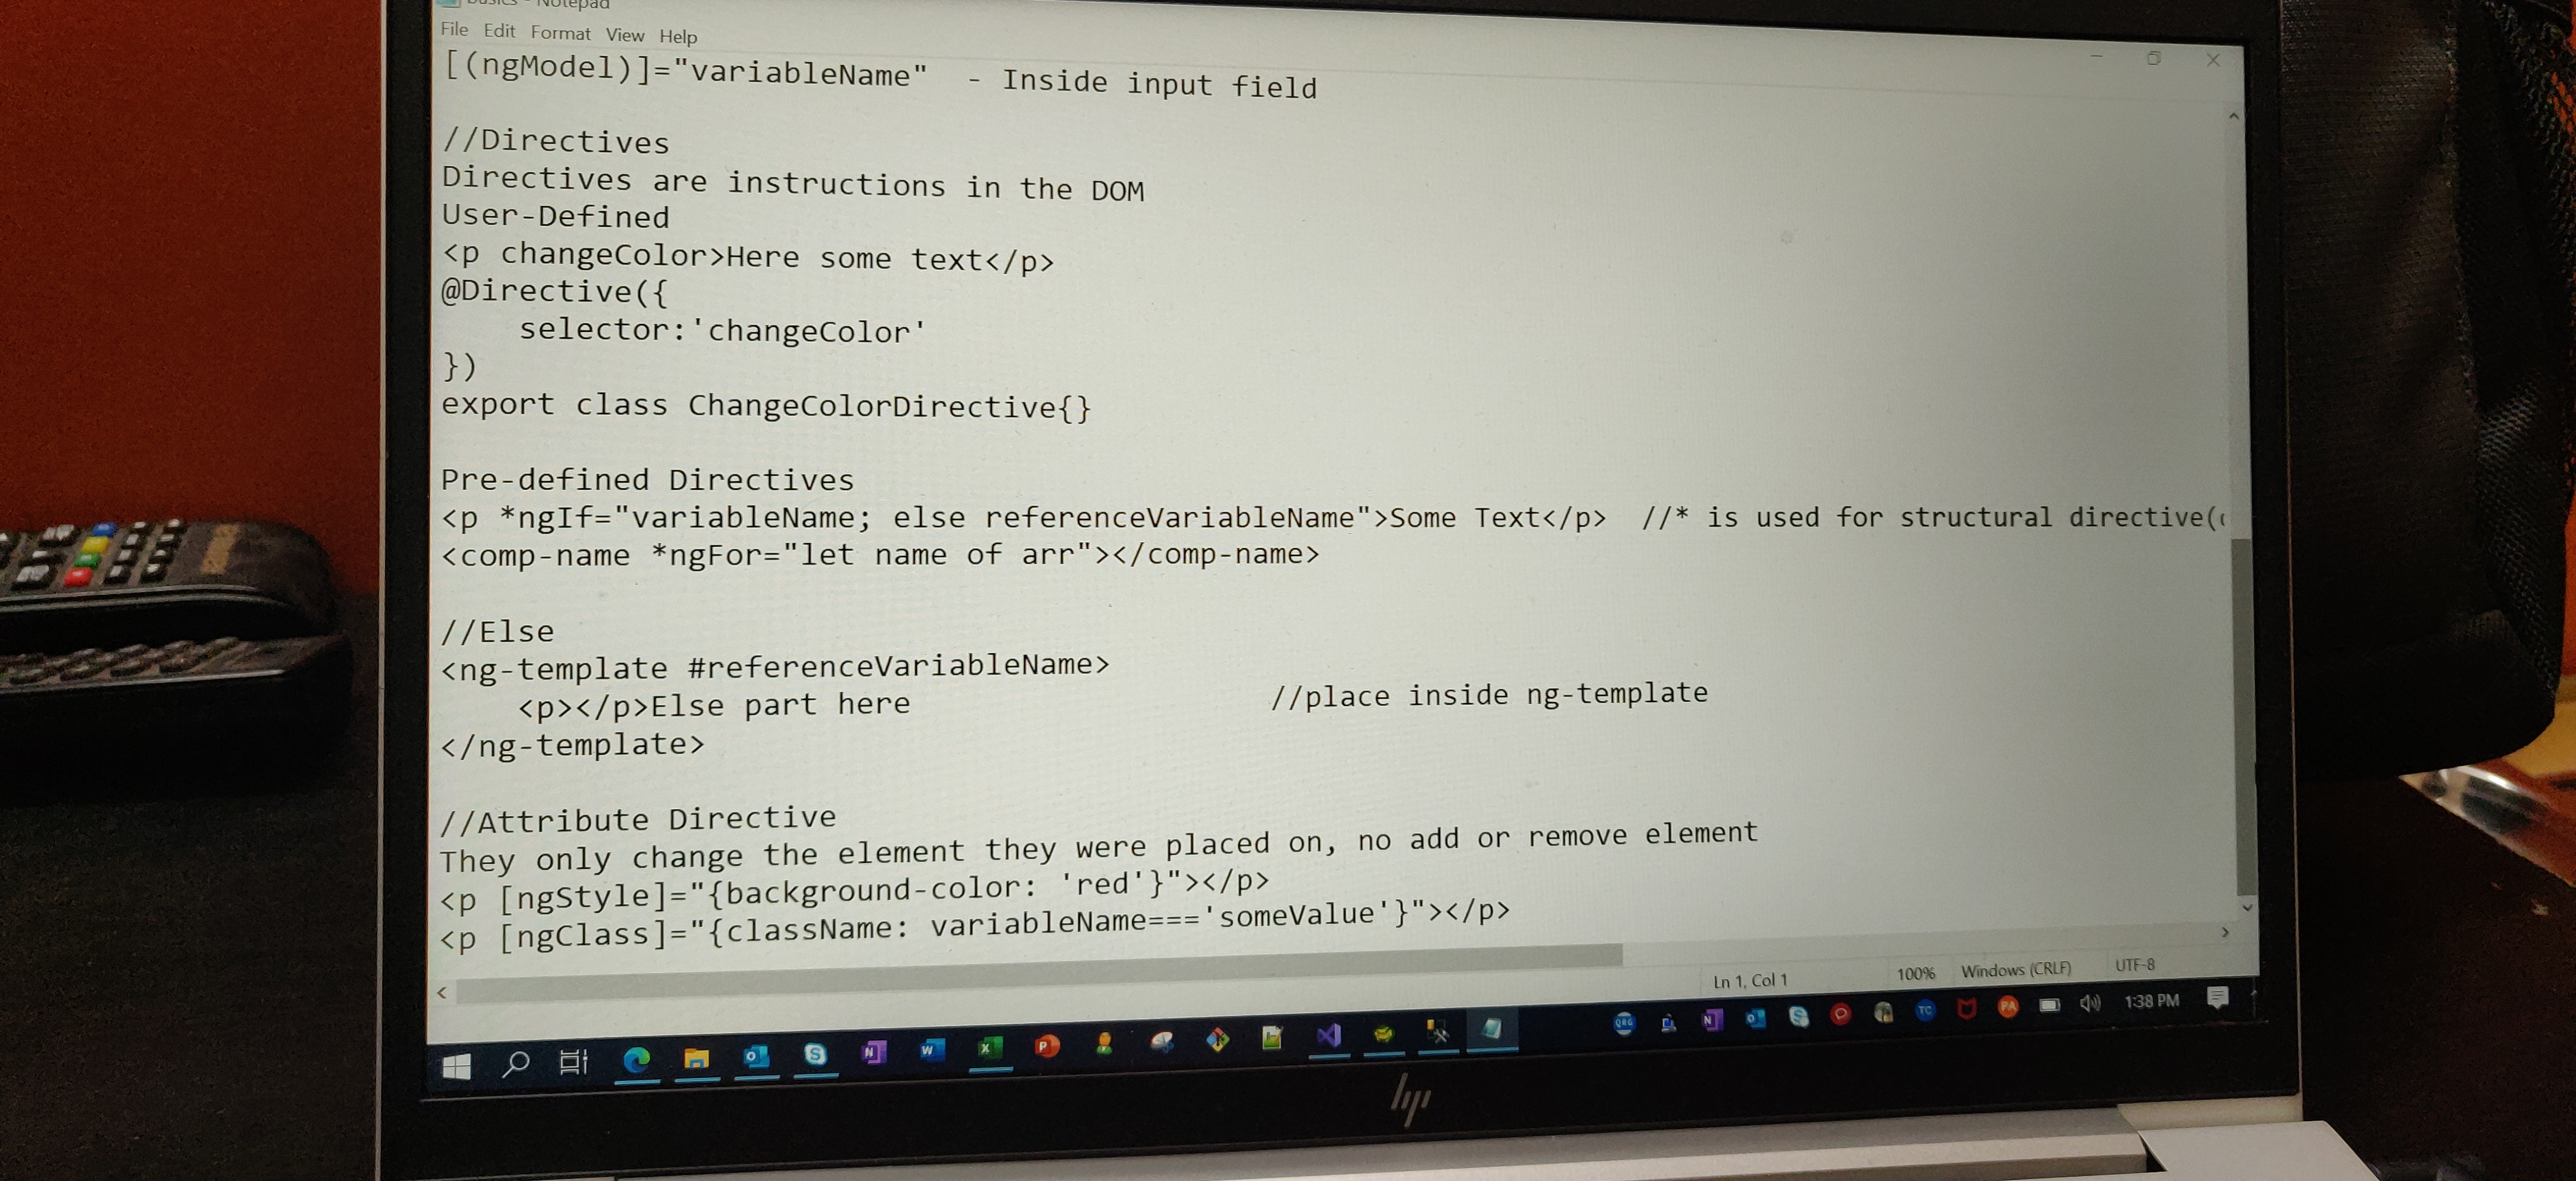 basics - Notepad
File Edit Format View Help
[(ngModel)]="variableName"  - Inside input field
//Directives
Directives are instructions in the DOM
User-Defined
<p changeColor>Here some text</p>
@Directive({
    selector:'changeColor'
})
export class ChangeColorDirective{}
Pre-defined Directives
<p *ngIf="variableName; else referenceVariableName">Some Text</p>  //* is used for structural directive(
<comp-name *ngFor="let name of arr"></comp-name>
//Else
<ng-template #referenceVariableName>
    <p></p>Else part here                    //place inside ng-template
</ng-template>
//Attribute Directive
They only change the element they were placed on, no add or remove element
<p [ngStyle]="{background-color: 'red'}"></p>
<p [ngClass]="{className: variableName==='someValue'}"></p>
Ln 1, Col 1 100% Windows (CRLF) UTF-8
QRG TC PA 1:38 PM
hp